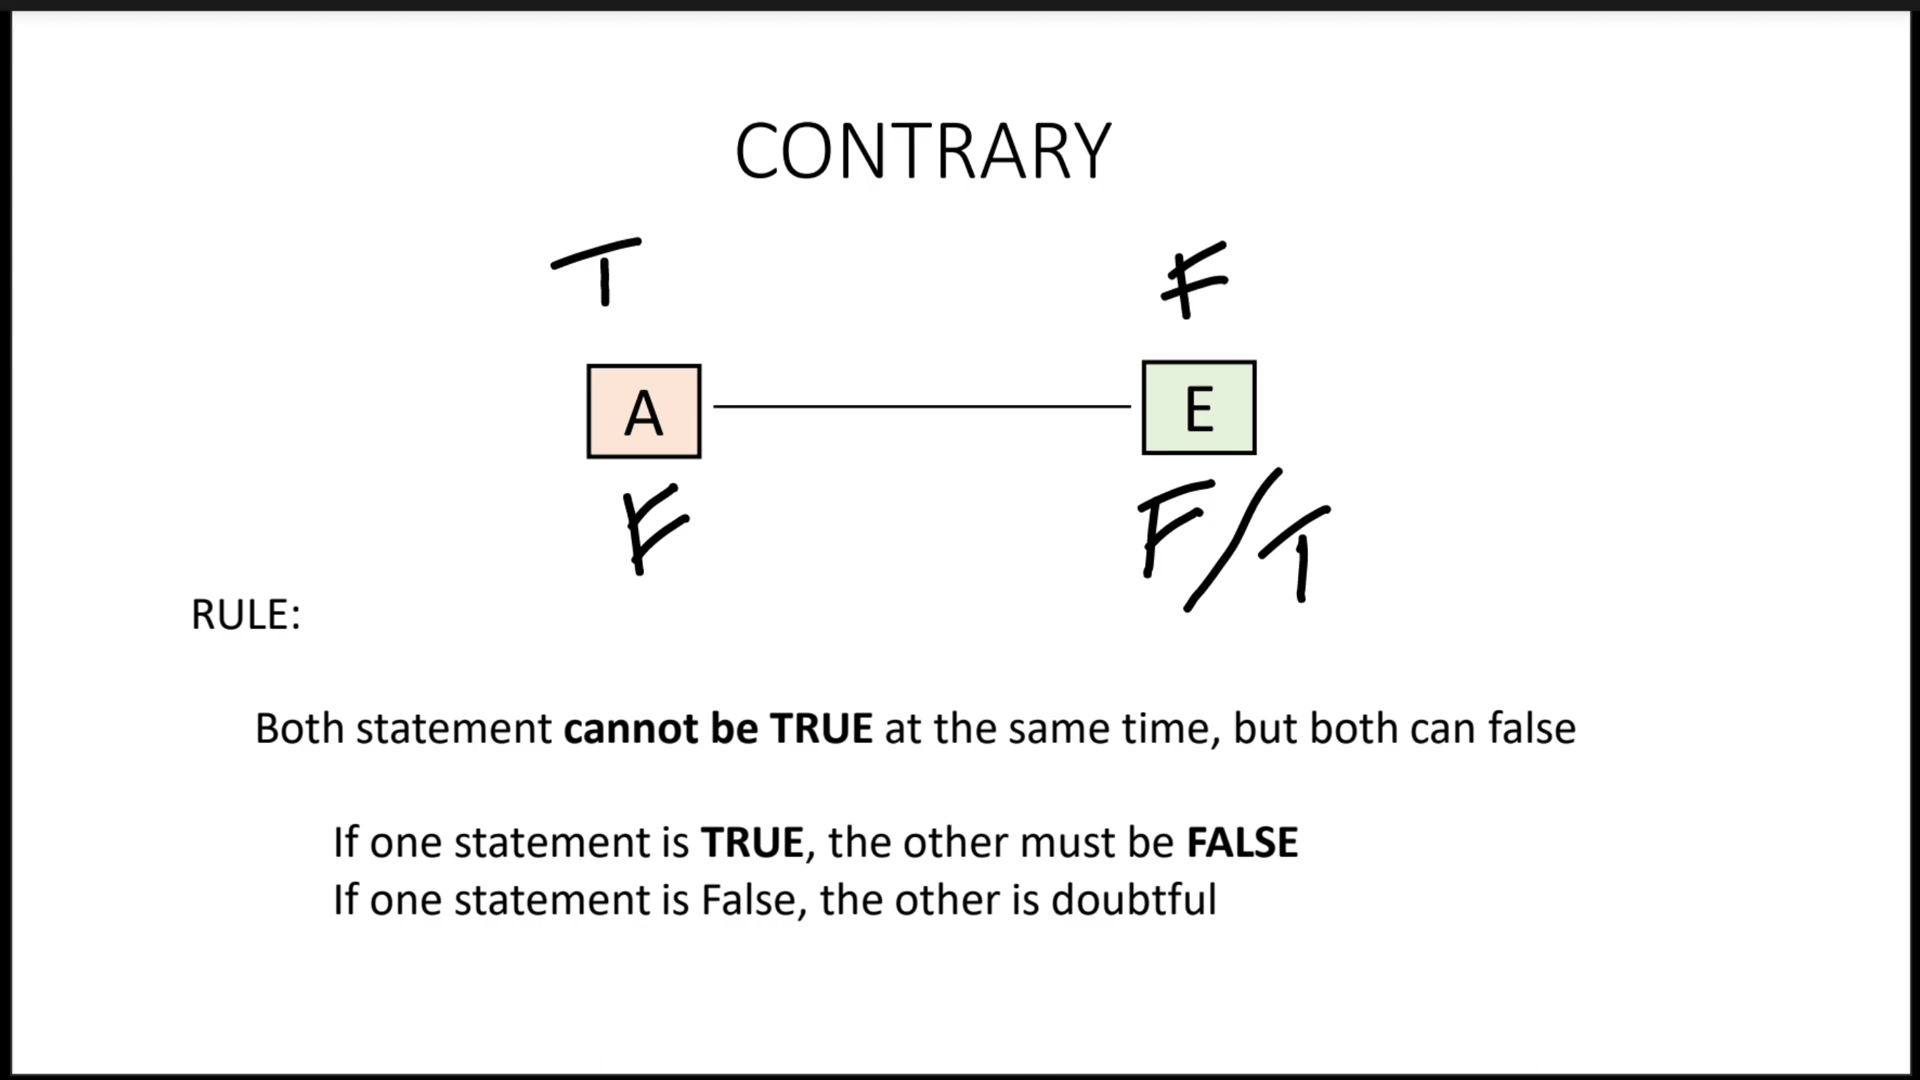 CONTRARY
T F
A E
F F/T
RULE:
Both statement cannot be TRUE at the same time, but both can false
If one statement is TRUE, the other must be FALSE
If one statement is False, the other is doubtful